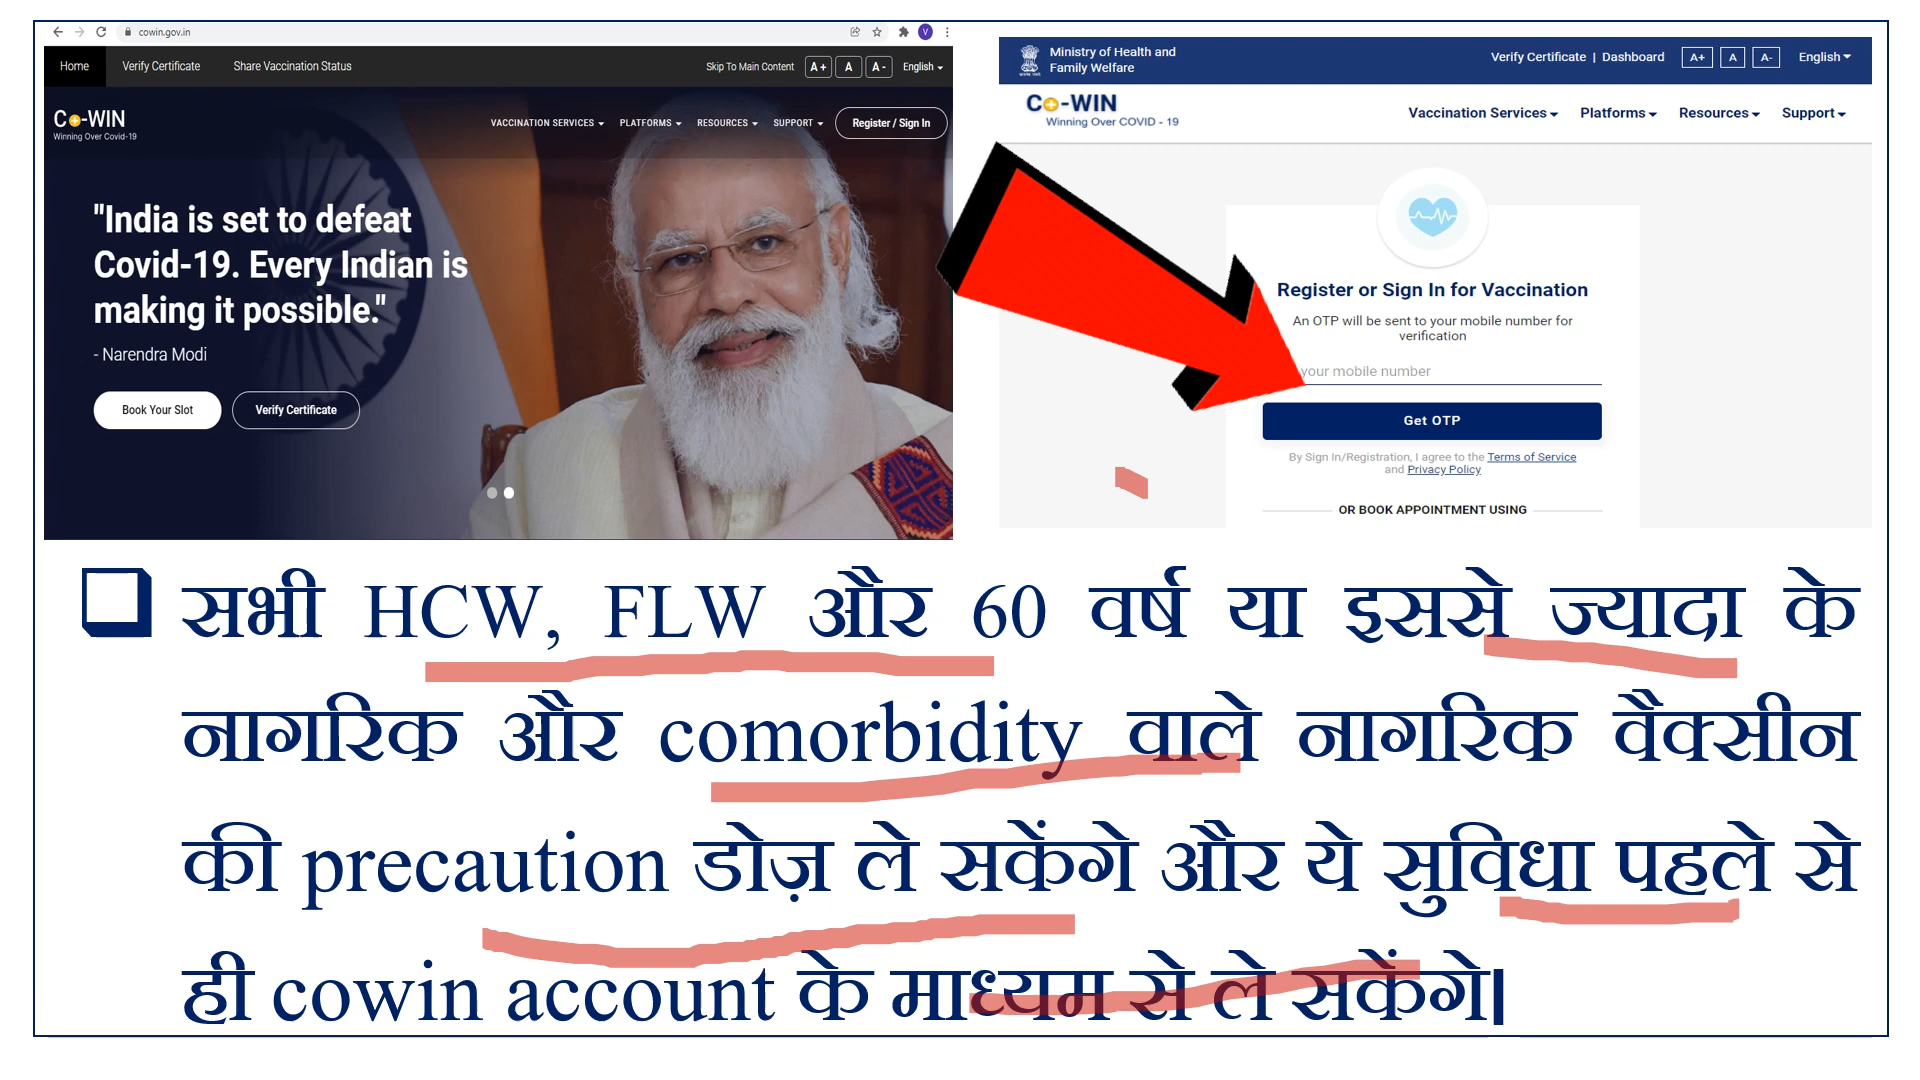 cowin.gov.in
V
Home Verify Certificate Share Vaccination Status Skip To Main Content A+ A A- English
Co-WIN
Winning Over Covid-19
VACCINATION SERVICES PLATFORMS RESOURCES SUPPORT Register / Sign In
"India is set to defeat
Covid-19. Every Indian is
making it possible."
- Narendra Modi
Book Your Slot Verify Certificate
Ministry of Health and
Family Welfare
Verify Certificate | Dashboard A+ A A- English
Co-WIN
Winning Over COVID - 19
Vaccination Services Platforms Resources Support
Register or Sign In for Vaccination
An OTP will be sent to your mobile number for
verification
your mobile number
Get OTP
By Sign In/Registration, I agree to the Terms of Service
and Privacy Policy
OR BOOK APPOINTMENT USING
सभी HCW, FLW और 60 वर्ष या इससे ज्यादा के
नागरिक और comorbidity वाले नागरिक वैक्सीन
की precaution डोज़ ले सकेंगे और ये सुविधा पहले से
ही cowin account के माध्यम से ले सकेंगे।